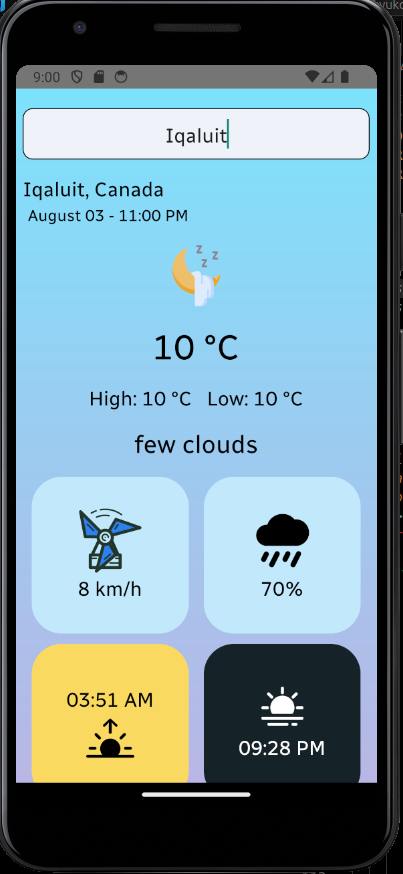 yuko
9:00
Iqaluit
Iqaluit, Canada
August 03 - 11:00 PM
z
z
z
10 °C
High: 10 °C Low: 10 °C
few clouds
8 km/h
70%
03:51 AM
09:28 PM